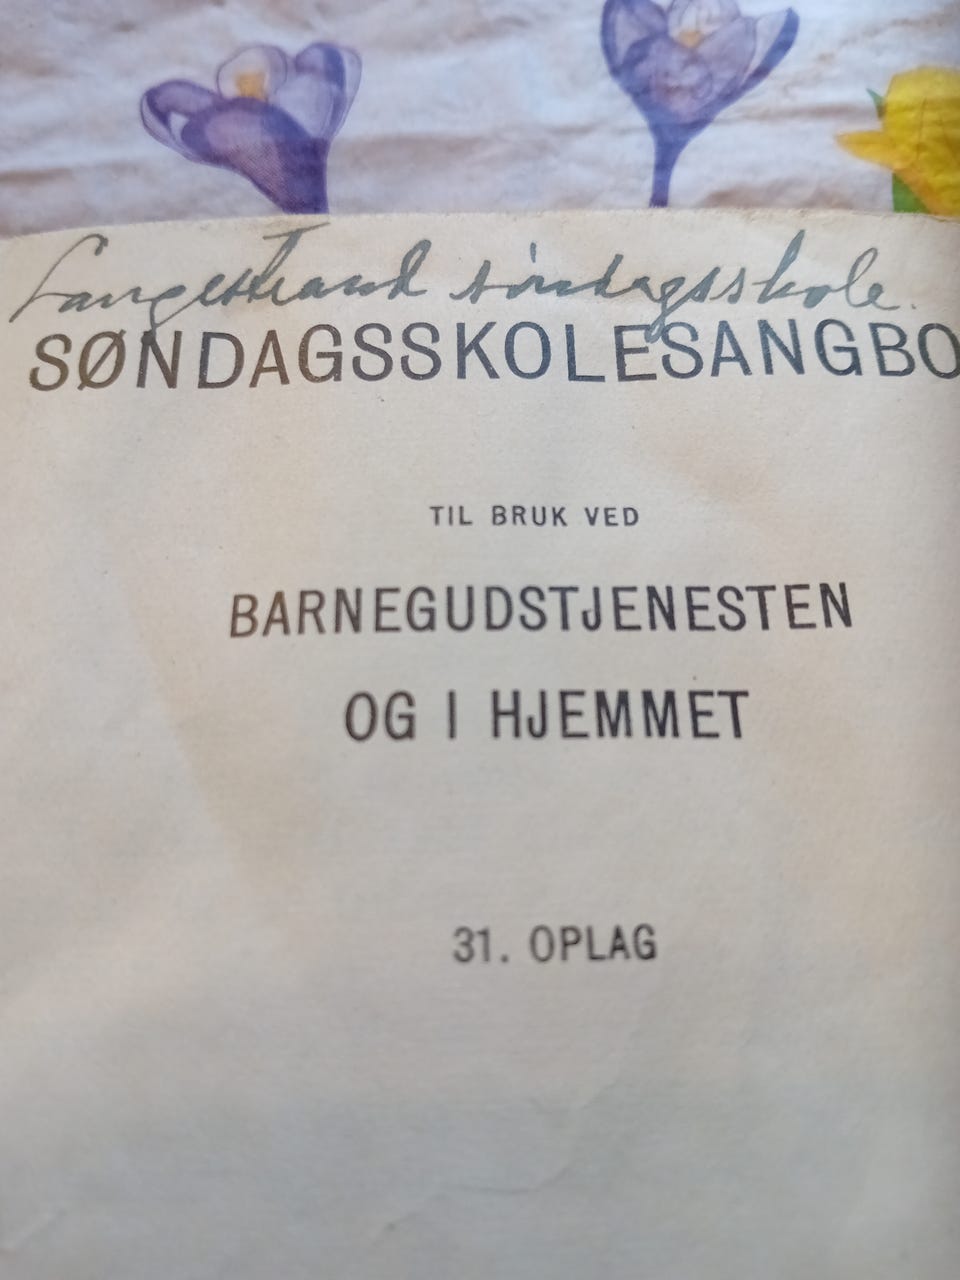 Langestrand søndagsskole.
SØNDAGSSKOLESANGBO
TIL BRUK VED
BARNEGUDSTJENESTEN
OG I HJEMMET
31. OPLAG